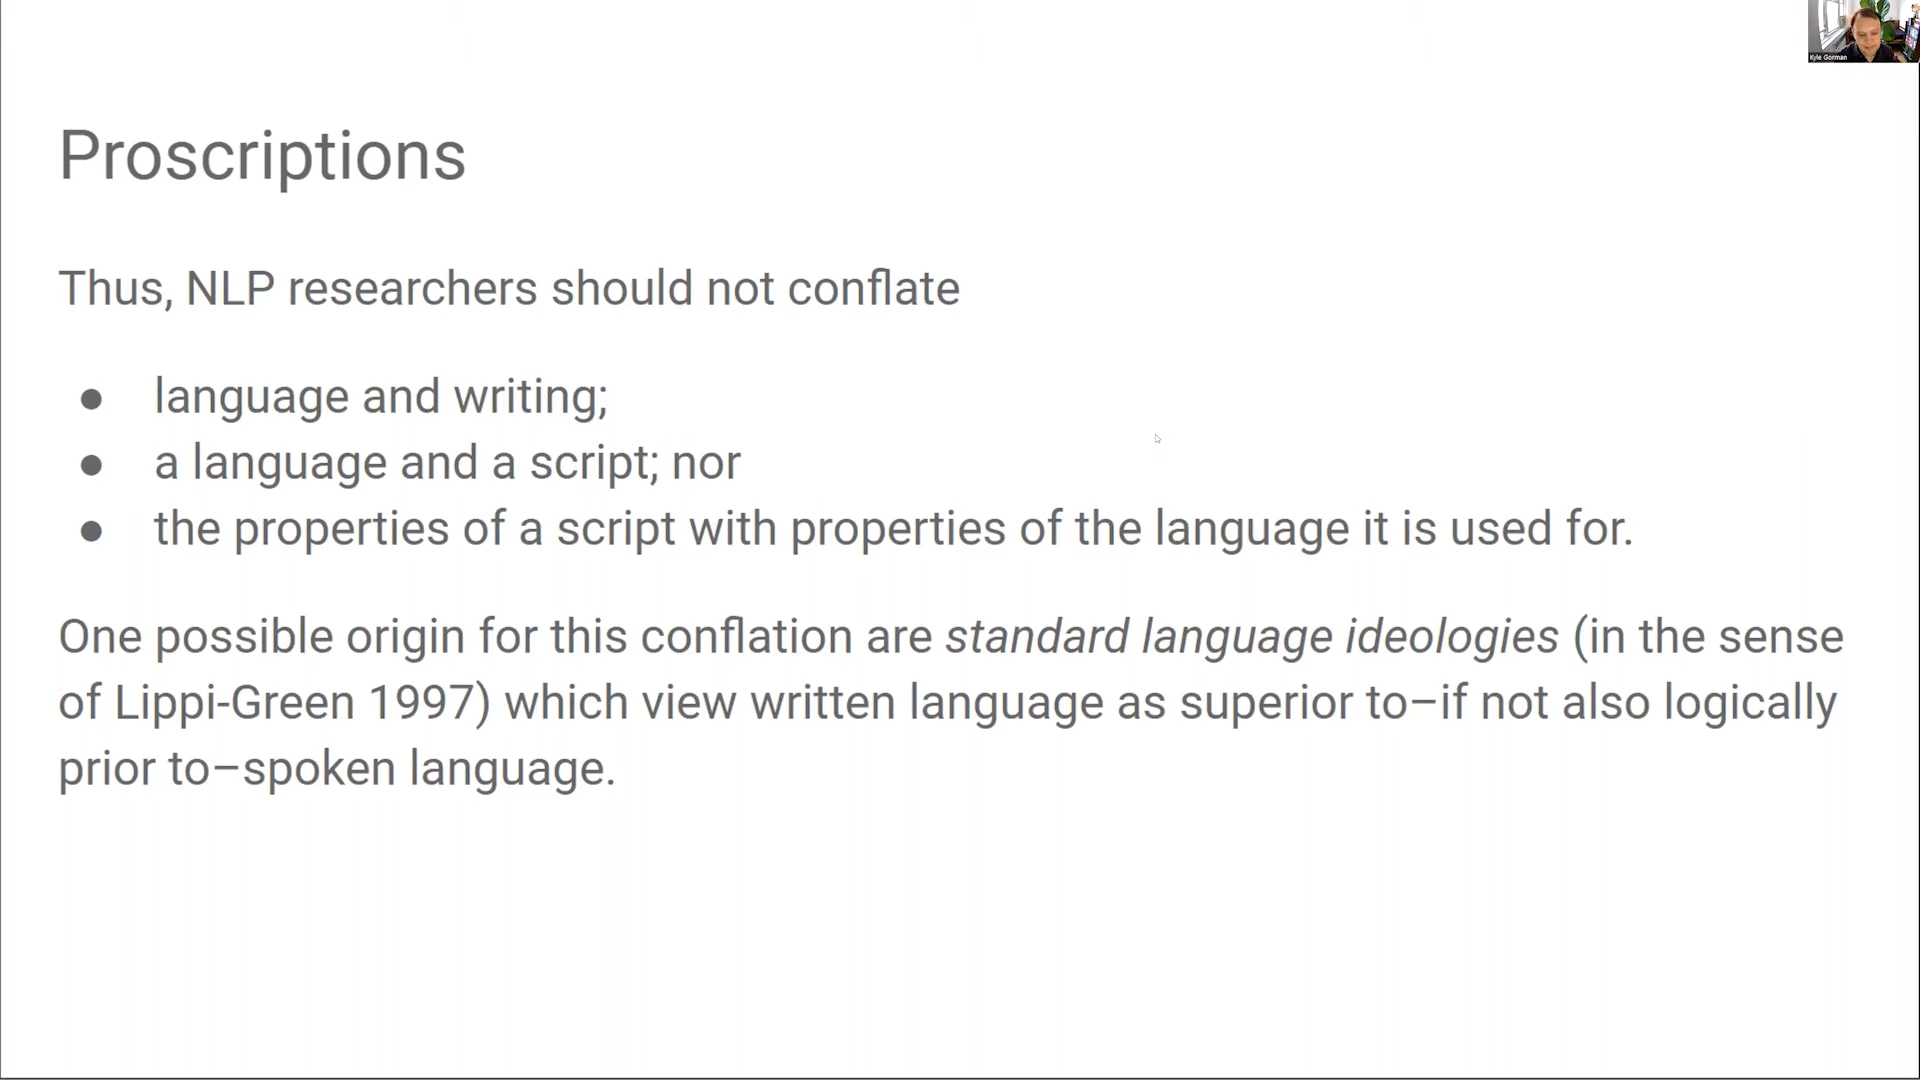 Kyle Gorman
Proscriptions
Thus, NLP researchers should not conflate
● language and writing;
● a language and a script; nor
● the properties of a script with properties of the language it is used for.
One possible origin for this conflation are standard language ideologies (in the sense
of Lippi-Green 1997) which view written language as superior to–if not also logically
prior to–spoken language.